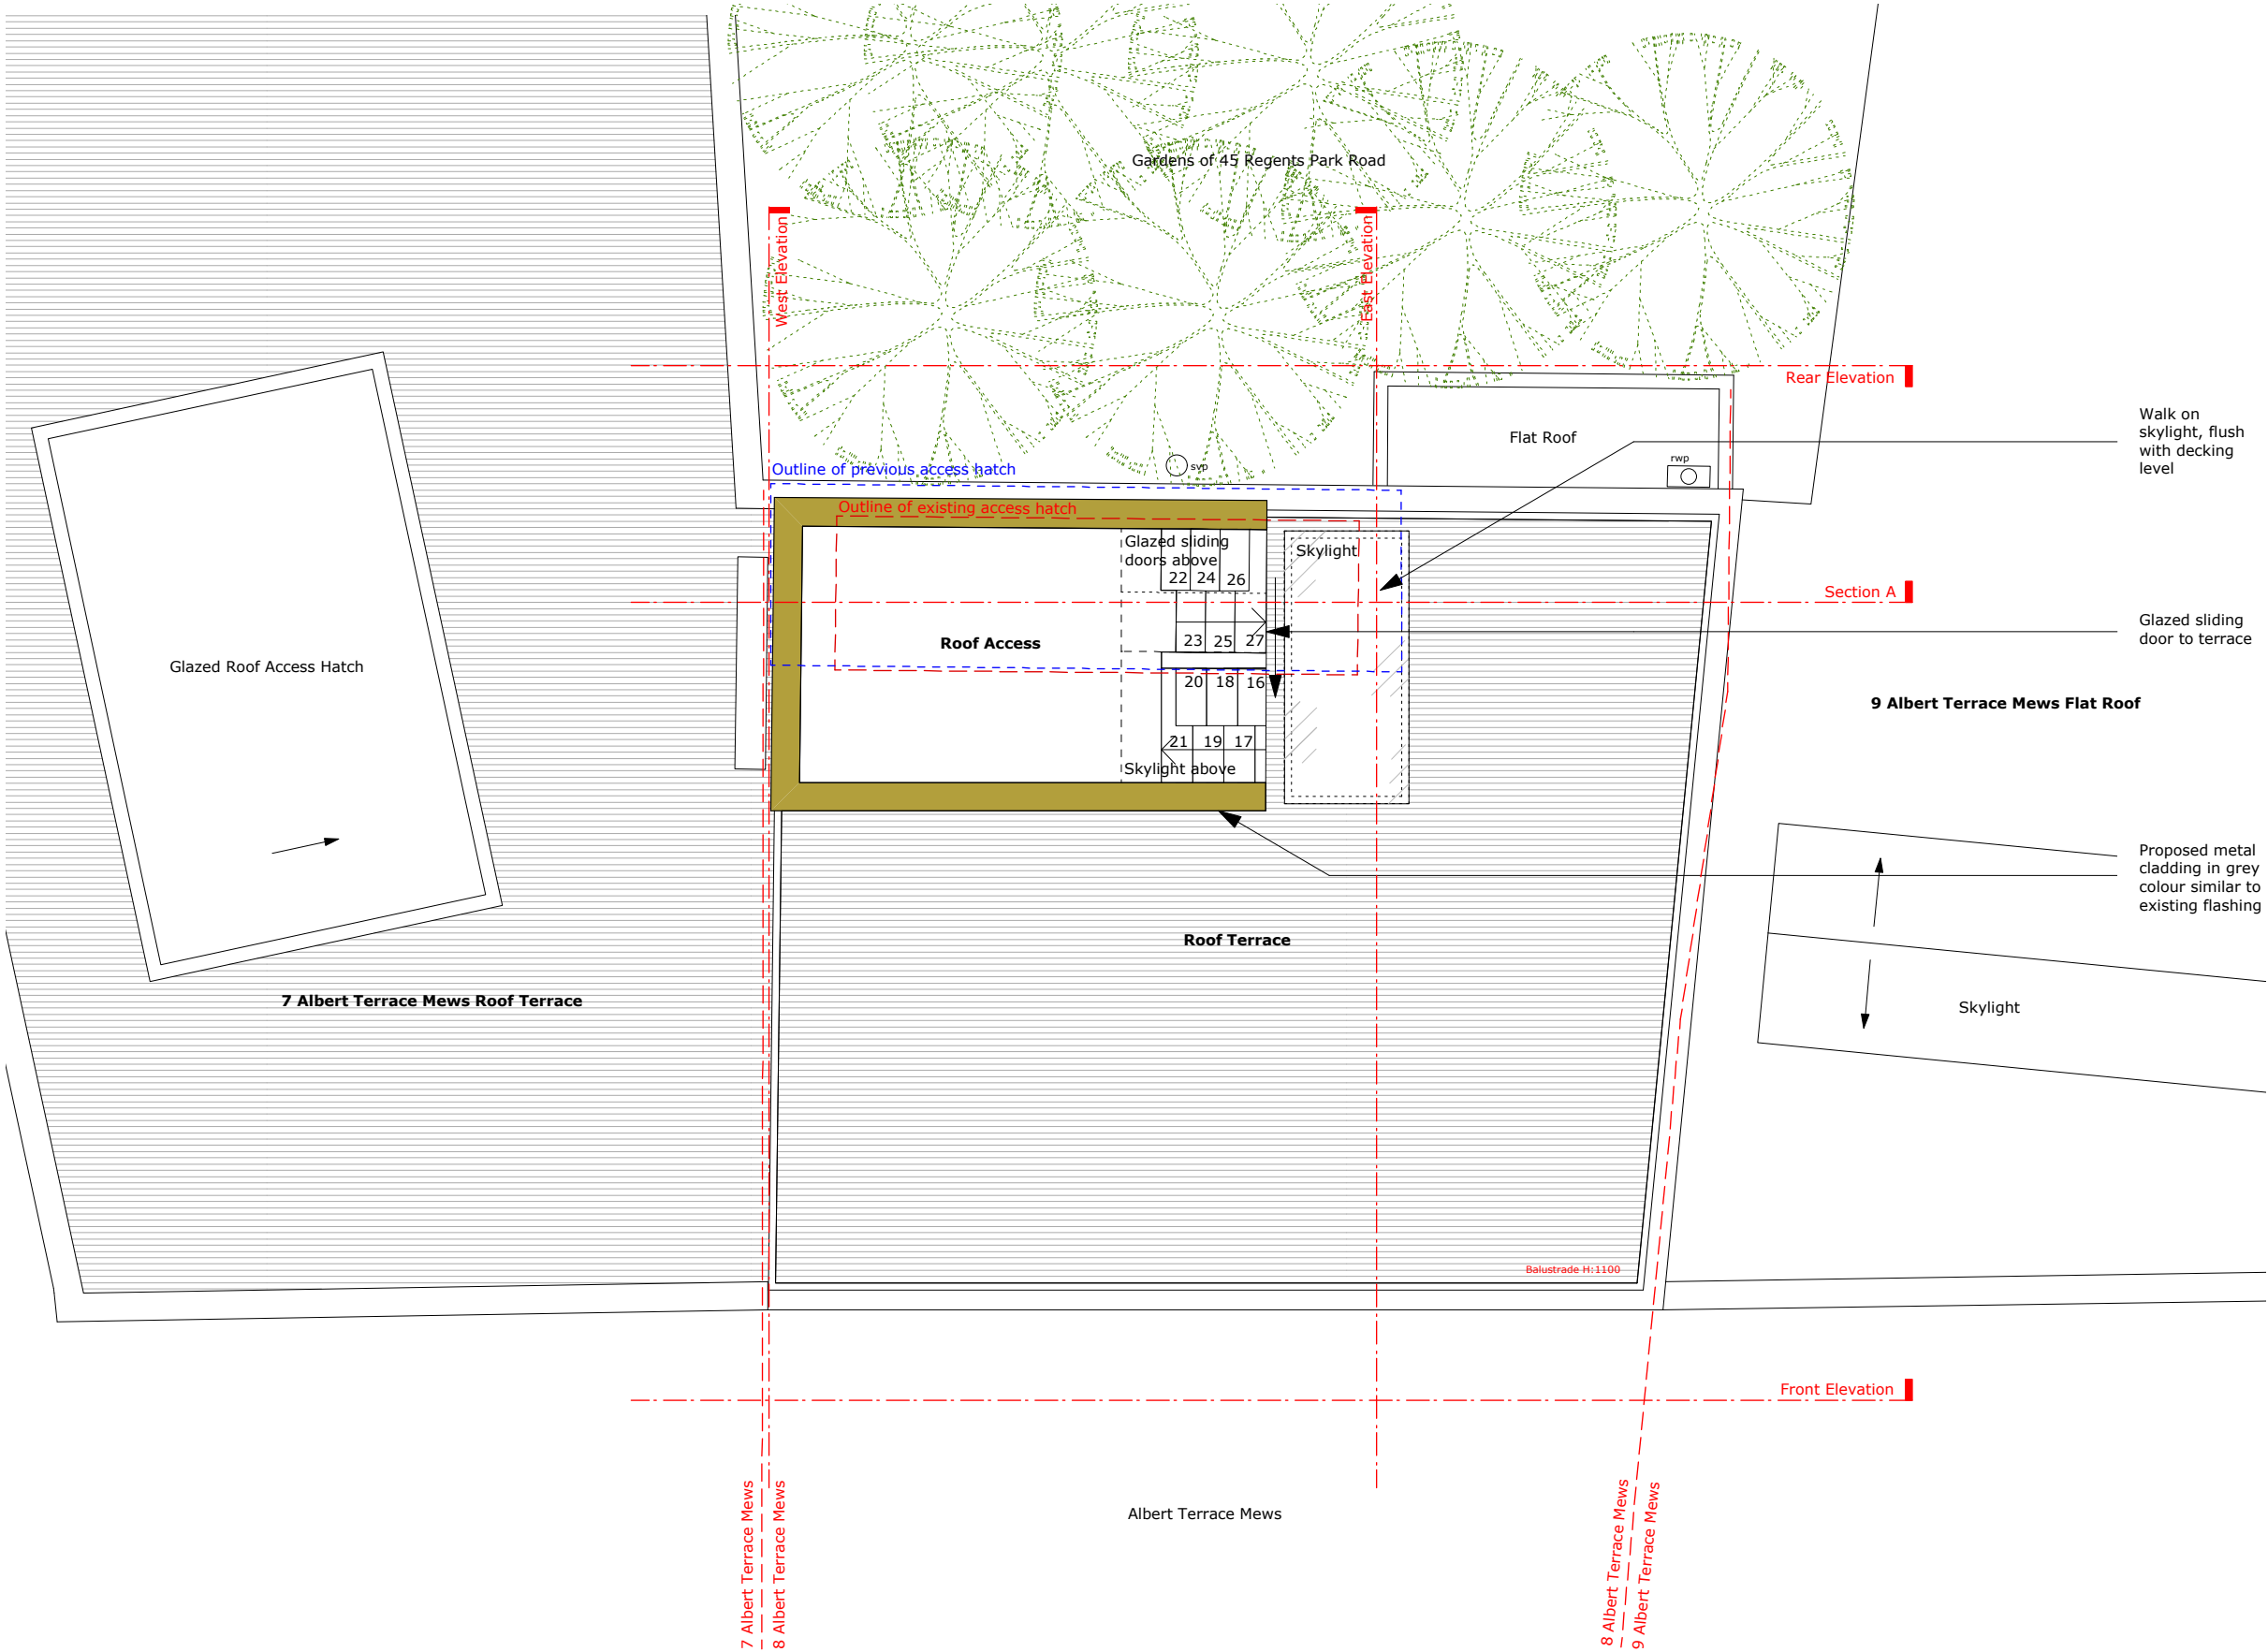 Gardens of 45 Regents Park Road
West Elevation
East Elevation
Rear Elevation
Walk on
skylight, flush
with decking
level
Flat Roof
rwp
svp
Outline of previous access hatch
Outline of existing access hatch
Glazed sliding
doors above
Skylight
22 24 26
Section A
Glazed sliding
door to terrace
23 25 27
Roof Access
Glazed Roof Access Hatch
20 18 16
9 Albert Terrace Mews Flat Roof
21 19 17
Skylight above
Proposed metal
cladding in grey
colour similar to
existing flashing
Roof Terrace
7 Albert Terrace Mews Roof Terrace
Skylight
Balustrade H:1100
Front Elevation
Albert Terrace Mews
7 Albert Terrace Mews
8 Albert Terrace Mews
8 Albert Terrace Mews
9 Albert Terrace Mews